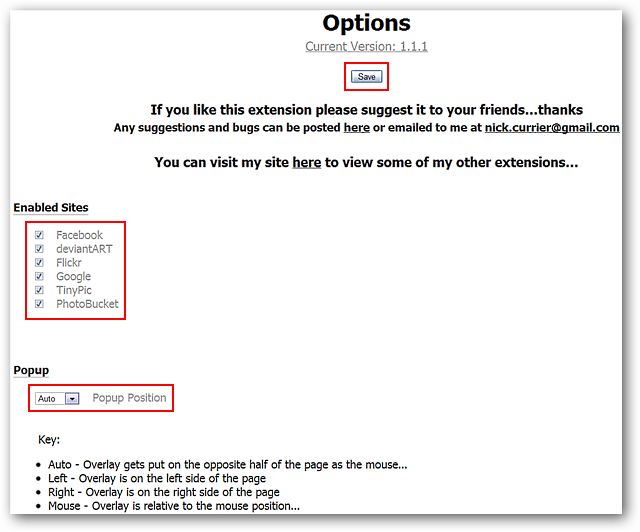 Options
Current Version: 1.1.1
Save
If you like this extension please suggest it to your friends...thanks
Any suggestions and bugs can be posted here or emailed to me at nick.currier@gmail.com
You can visit my site here to view some of my other extensions...
Enabled Sites
Facebook
deviantART
Flickr
Google
TinyPic
PhotoBucket
Popup
Auto Popup Position
Key:
• Auto - Overlay gets put on the opposite half of the page as the mouse...
• Left - Overlay is on the left side of the page
• Right - Overlay is on the right side of the page
• Mouse - Overlay is relative to the mouse position...